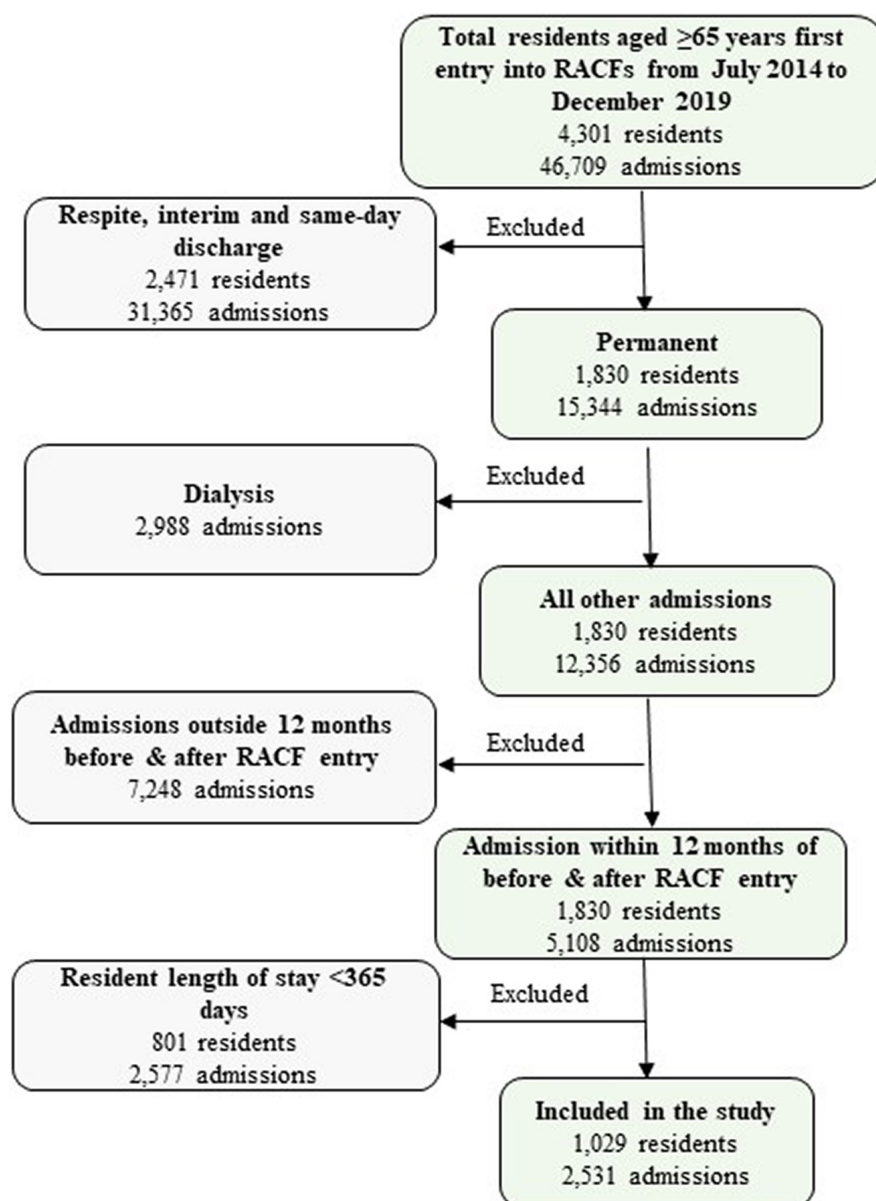 Total residents aged ≥65 years first
entry into RACFs from July 2014 to
December 2019
4,301 residents
46,709 admissions
Respite, interim and same-day
discharge
2,471 residents
31,365 admissions
Excluded
Permanent
1,830 residents
15,344 admissions
Dialysis
2,988 admissions
Excluded
All other admissions
1,830 residents
12,356 admissions
Admissions outside 12 months
before & after RACF entry
7,248 admissions
Excluded
Admission within 12 months of
before & after RACF entry
1,830 residents
5,108 admissions
Resident length of stay <365
days
801 residents
2,577 admissions
Excluded
Included in the study
1,029 residents
2,531 admissions